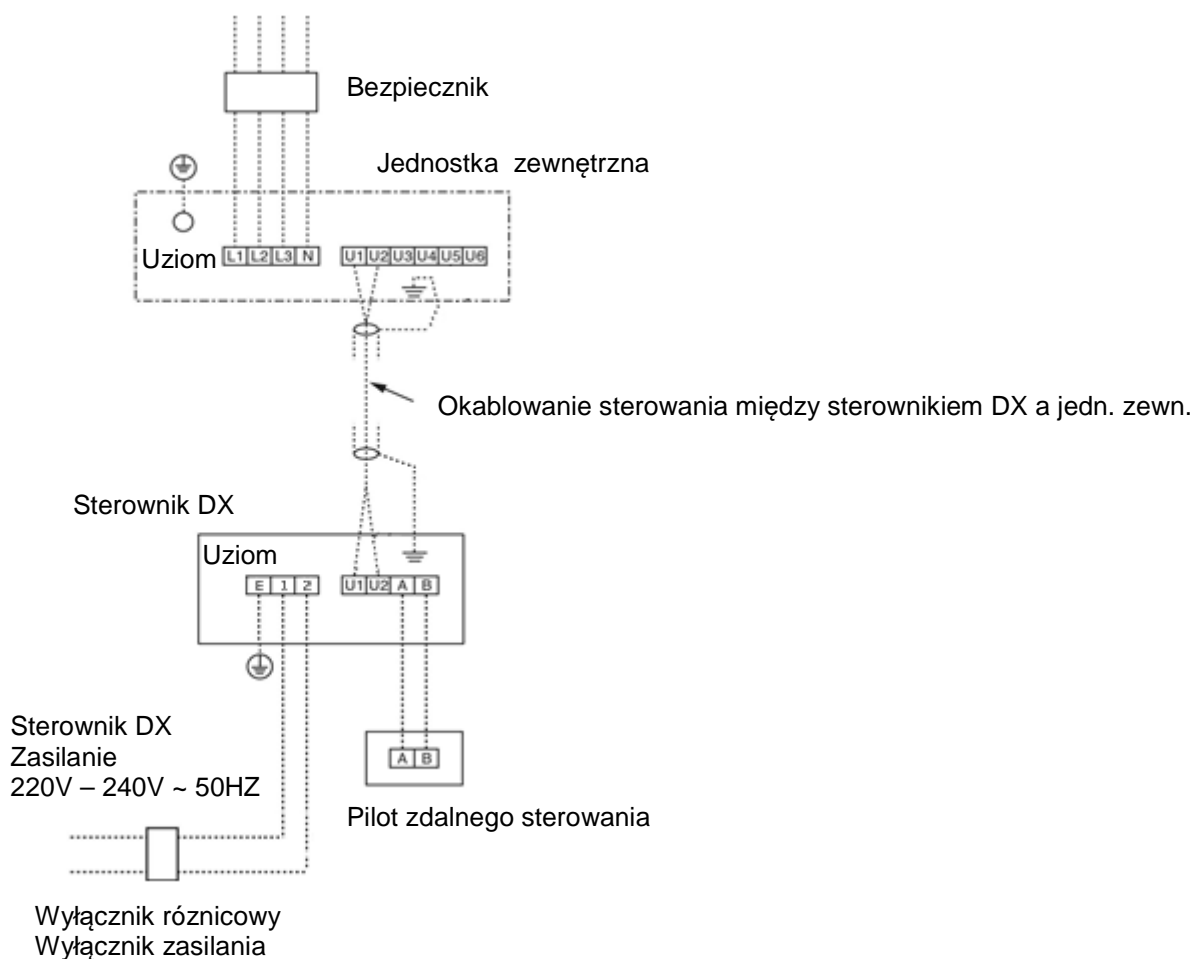 Bezpiecznik
Jednostka zewnętrzna
Uziom L1 L2 L3 N U1 U2 U3 U4 U5 U6
Okablowanie sterowania między sterownikiem DX a jedn. zewn.
Sterownik DX
Uziom
E 1 2 U1 U2 A B
Sterownik DX
Zasilanie
220V – 240V ~ 50HZ
A B
Pilot zdalnego sterowania
Wyłącznik róznicowy
Wyłącznik zasilania